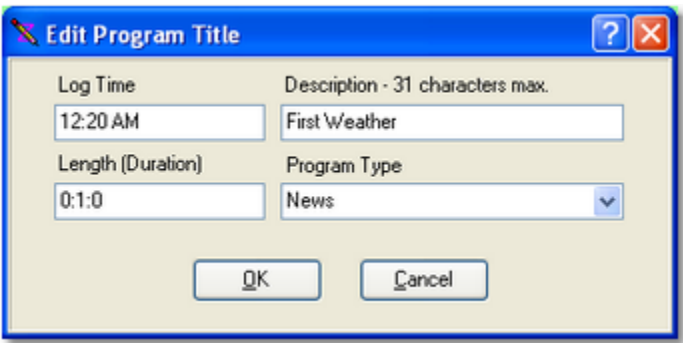 Edit Program Title
Log Time Description - 31 characters max.
12:20 AM First Weather
Length (Duration) Program Type
0:1:0 News
OK Cancel